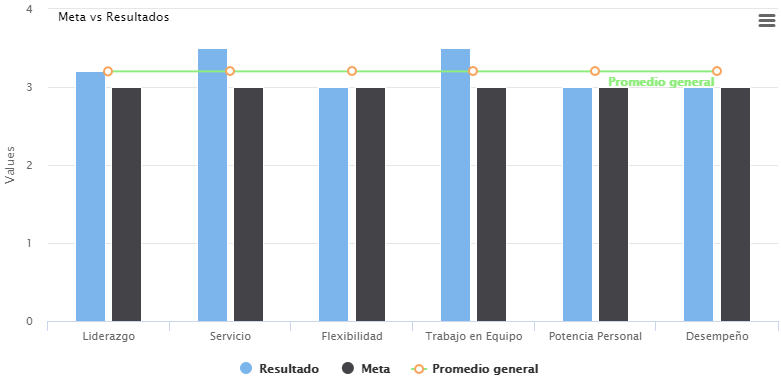 Meta vs Resultados
Values
4
3
2
1
0
Promedio general
Liderazgo
Servicio
Flexibilidad
Trabajo en Equipo
Potencia Personal
Desempeño
Resultado
Meta
Promedio general